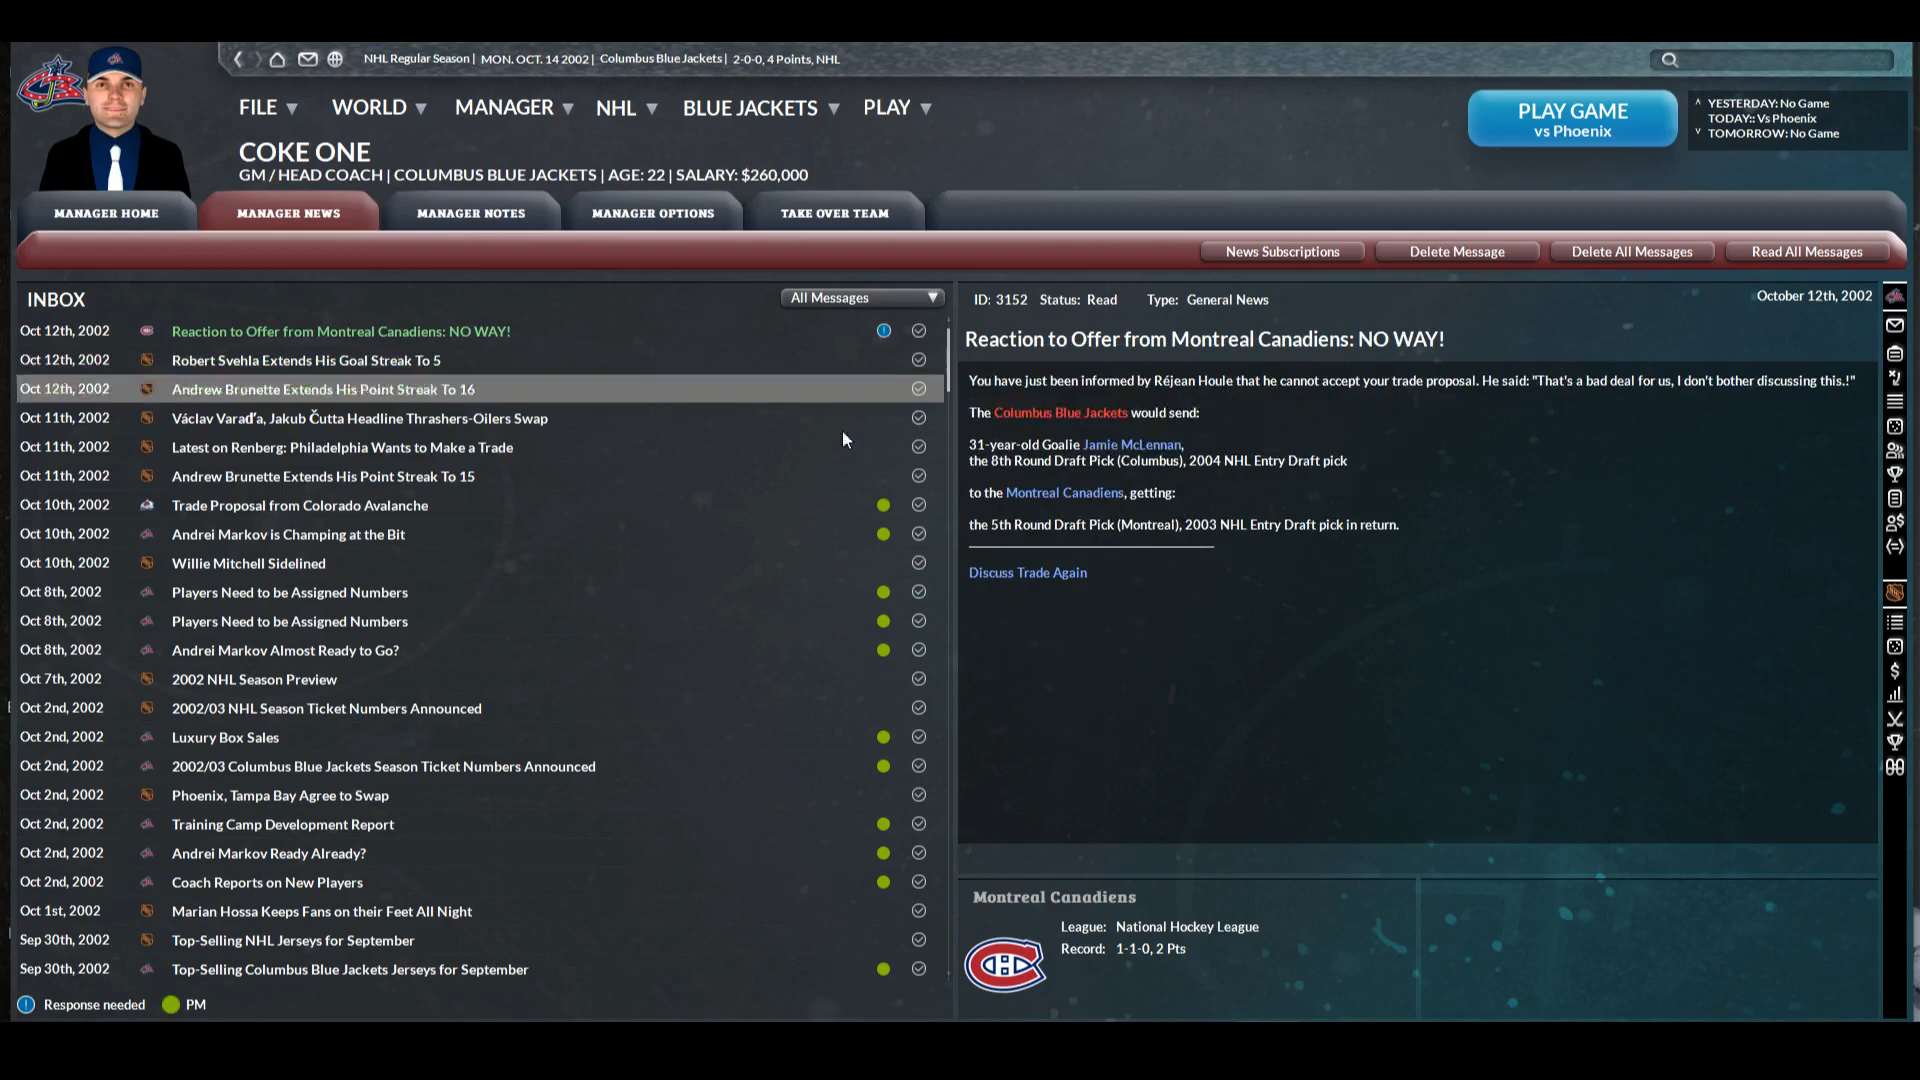 NHL Regular Season | MON. OCT. 14 2002 | Columbus Blue Jackets | 2-0-0, 4 Points, NHL
FILE WORLD MANAGER NHL BLUE JACKETS PLAY
PLAY GAME
vs Phoenix
YESTERDAY: No Game
TODAY:: Vs Phoenix
TOMORROW: No Game
COKE ONE
GM / HEAD COACH | COLUMBUS BLUE JACKETS | AGE: 22 | SALARY: $260,000
MANAGER HOME MANAGER NEWS MANAGER NOTES MANAGER OPTIONS TAKE OVER TEAM
News Subscriptions Delete Message Delete All Messages Read All Messages
INBOX All Messages
Oct 12th, 2002 Reaction to Offer from Montreal Canadiens: NO WAY!
Oct 12th, 2002 Robert Svehla Extends His Goal Streak To 5
Oct 12th, 2002 Andrew Brunette Extends His Point Streak To 16
Oct 11th, 2002 Václav Varaďa, Jakub Čutta Headline Thrashers-Oilers Swap
Oct 11th, 2002 Latest on Renberg: Philadelphia Wants to Make a Trade
Oct 11th, 2002 Andrew Brunette Extends His Point Streak To 15
Oct 10th, 2002 Trade Proposal from Colorado Avalanche
Oct 10th, 2002 Andrei Markov is Champing at the Bit
Oct 10th, 2002 Willie Mitchell Sidelined
Oct 8th, 2002 Players Need to be Assigned Numbers
Oct 8th, 2002 Players Need to be Assigned Numbers
Oct 8th, 2002 Andrei Markov Almost Ready to Go?
Oct 7th, 2002 2002 NHL Season Preview
Oct 2nd, 2002 2002/03 NHL Season Ticket Numbers Announced
Oct 2nd, 2002 Luxury Box Sales
Oct 2nd, 2002 2002/03 Columbus Blue Jackets Season Ticket Numbers Announced
Oct 2nd, 2002 Phoenix, Tampa Bay Agree to Swap
Oct 2nd, 2002 Training Camp Development Report
Oct 2nd, 2002 Andrei Markov Ready Already?
Oct 2nd, 2002 Coach Reports on New Players
Oct 1st, 2002 Marian Hossa Keeps Fans on their Feet All Night
Sep 30th, 2002 Top-Selling NHL Jerseys for September
Sep 30th, 2002 Top-Selling Columbus Blue Jackets Jerseys for September
Response needed PM
ID: 3152 Status: Read Type: General News October 12th, 2002
Reaction to Offer from Montreal Canadiens: NO WAY!
You have just been informed by Réjean Houle that he cannot accept your trade proposal. He said: "That's a bad deal for us, I don't bother discussing this.!"
The Columbus Blue Jackets would send:
31-year-old Goalie Jamie McLennan,
the 8th Round Draft Pick (Columbus), 2004 NHL Entry Draft pick
to the Montreal Canadiens, getting:
the 5th Round Draft Pick (Montreal), 2003 NHL Entry Draft pick in return.
Discuss Trade Again
Montreal Canadiens
League: National Hockey League
Record: 1-1-0, 2 Pts